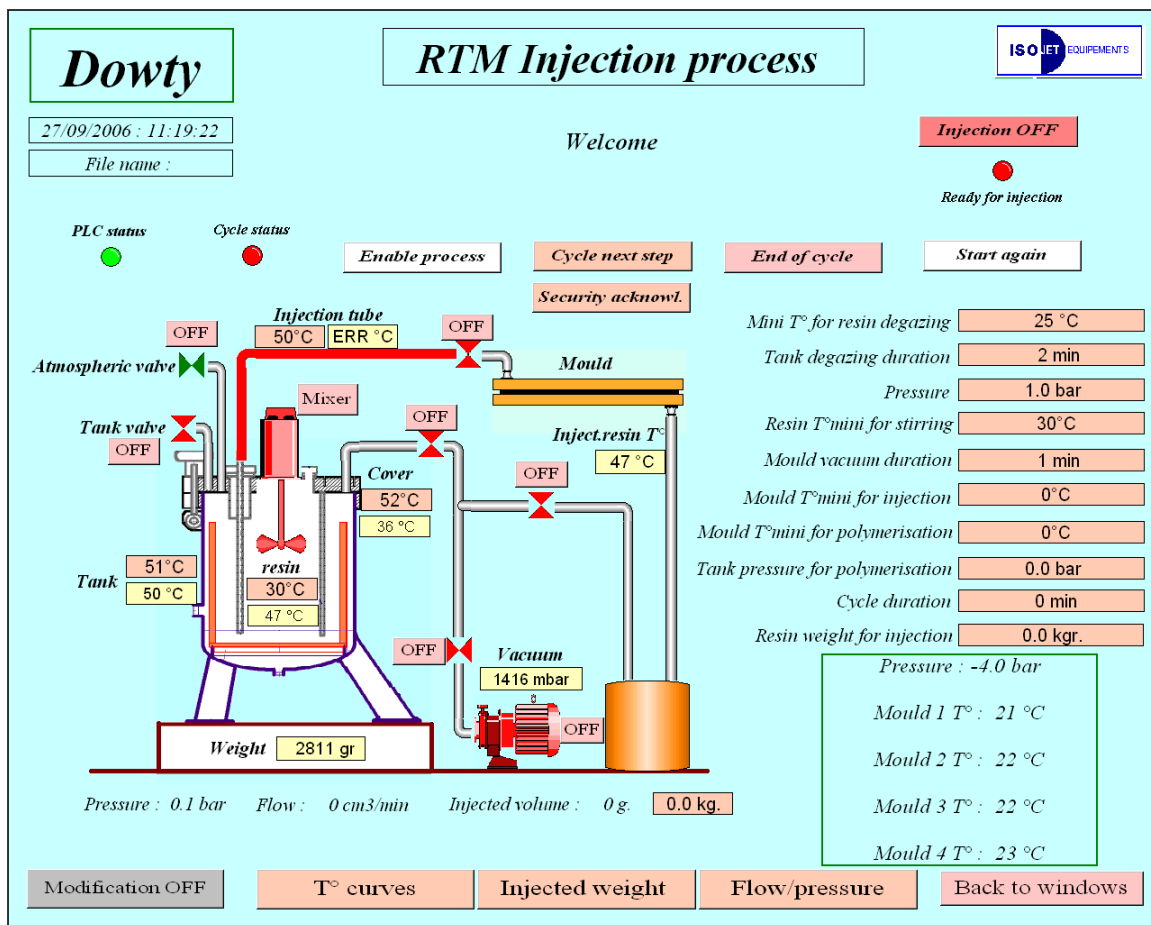 Dowty
RTM Injection process
ISOJET EQUIPEMENTS
27/09/2006 : 11:19:22
File name :
Welcome
Injection OFF
Ready for injection
PLC status
Cycle status
Enable process
Cycle next step
End of cycle
Start again
Security acknowl.
Injection tube
50°C
ERR °C
OFF
OFF
Atmospheric valve
Mould
Mixer
OFF
Tank valve
OFF
Inject.resin T°
47 °C
OFF
Cover
52°C
36 °C
Tank
51°C
50 °C
resin
30°C
47 °C
OFF
Vacuum
1416 mbar
OFF
Weight
2811 gr
Mini T° for resin degazing
25 °C
Tank degazing duration
2 min
Pressure
1.0 bar
Resin T°mini for stirring
30°C
Mould vacuum duration
1 min
Mould T°mini for injection
0°C
Mould T°mini for polymerisation
0°C
Tank pressure for polymerisation
0.0 bar
Cycle duration
0 min
Resin weight for injection
0.0 kgr.
Pressure : -4.0 bar
Mould 1 T° : 21 °C
Mould 2 T° : 22 °C
Mould 3 T° : 22 °C
Mould 4 T° : 23 °C
Pressure : 0.1 bar
Flow : 0 cm3/min
Injected volume : 0 g.
0.0 kg.
Modification OFF
T° curves
Injected weight
Flow/pressure
Back to windows